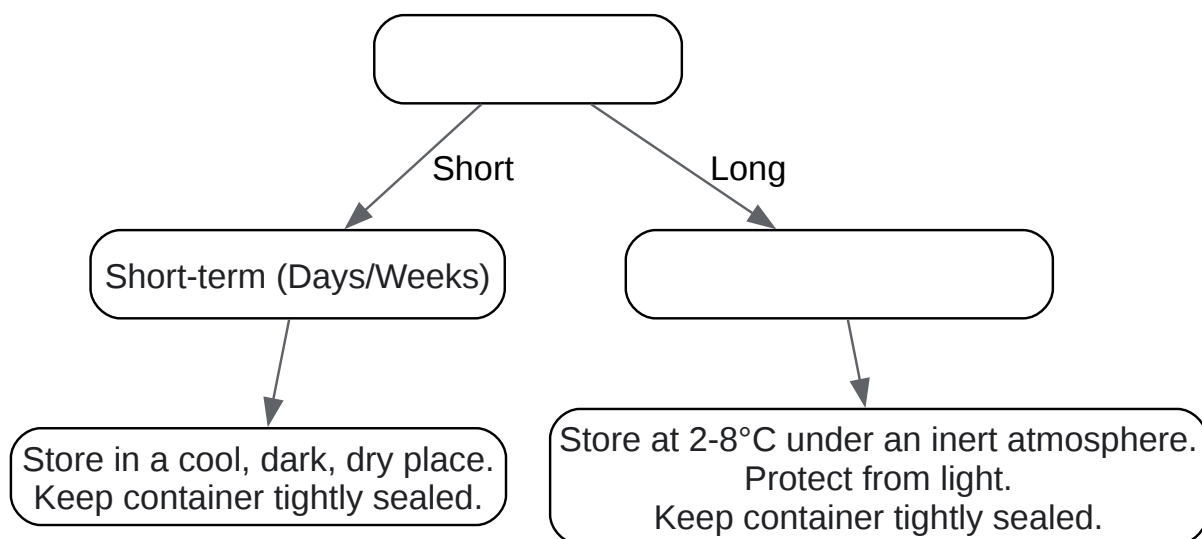 Short
Long
Short-term (Days/Weeks)
Store in a cool, dark, dry place.
Keep container tightly sealed.
Store at 2-8°C under an inert atmosphere.
Protect from light.
Keep container tightly sealed.